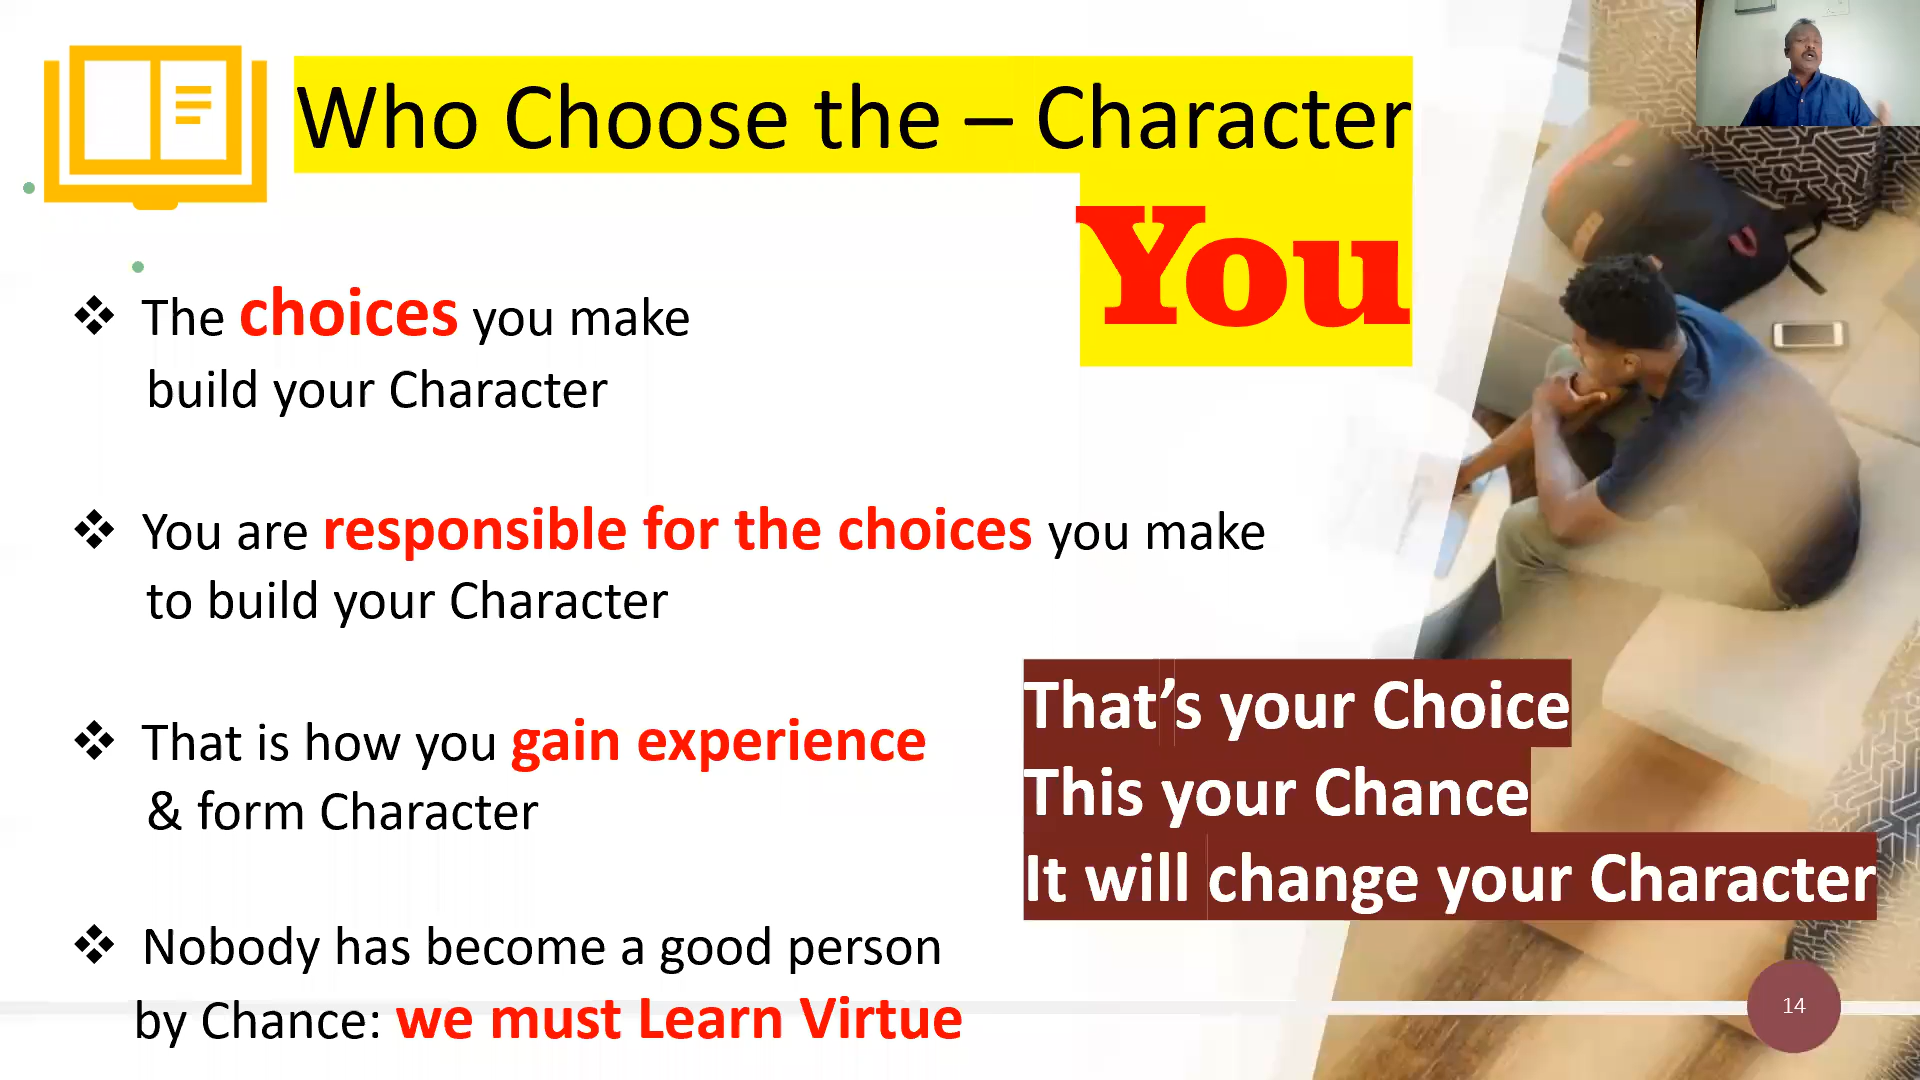 Who Choose the – Character
You
❖ The choices you make
build your Character
❖ You are responsible for the choices you make
to build your Character
❖ That is how you gain experience
& form Character
❖ Nobody has become a good person
by Chance: we must Learn Virtue
That’s your Choice
This your Chance
It will change your Character
14